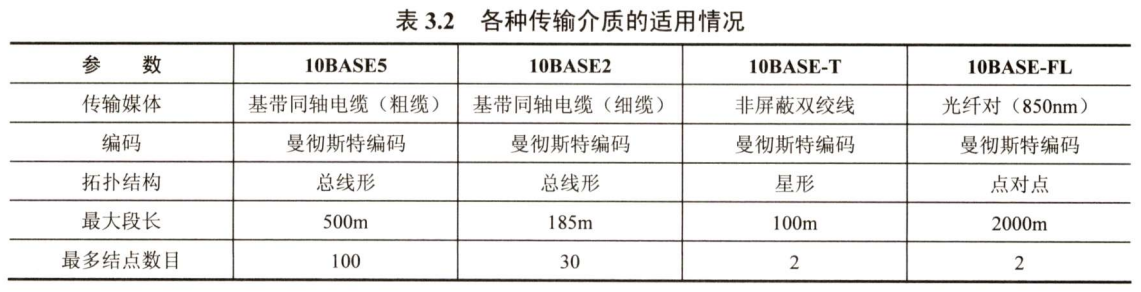 表 3.2 各种传输介质的适用情况
参 数 10BASE5 10BASE2 10BASE-T 10BASE-FL
传输媒体 基带同轴电缆（粗缆） 基带同轴电缆（细缆） 非屏蔽双绞线 光纤对（850nm）
编码 曼彻斯特编码 曼彻斯特编码 曼彻斯特编码 曼彻斯特编码
拓扑结构 总线形 总线形 星形 点对点
最大段长 500m 185m 100m 2000m
最多结点数目 100 30 2 2